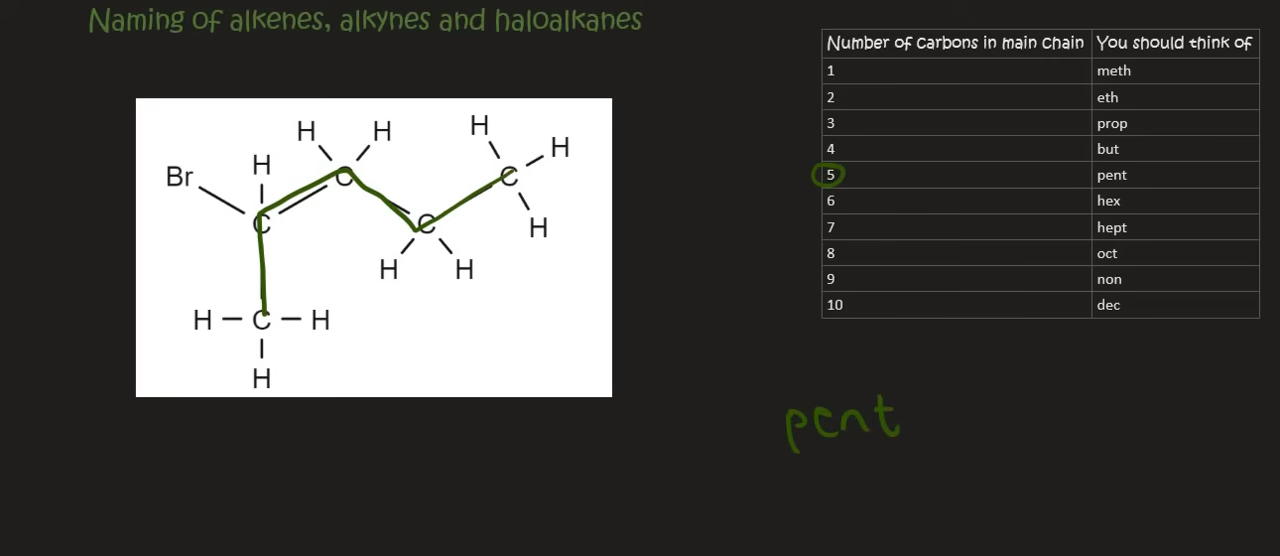 Naming of alkenes, alkynes and haloalkanes
Number of carbons in main chain You should think of
1 meth
2 eth
3 prop
4 but
5 pent
6 hex
7 hept
8 oct
9 non
10 dec
H H H
H
H
Br
C C
C C
H
H H
H C H
H
pent